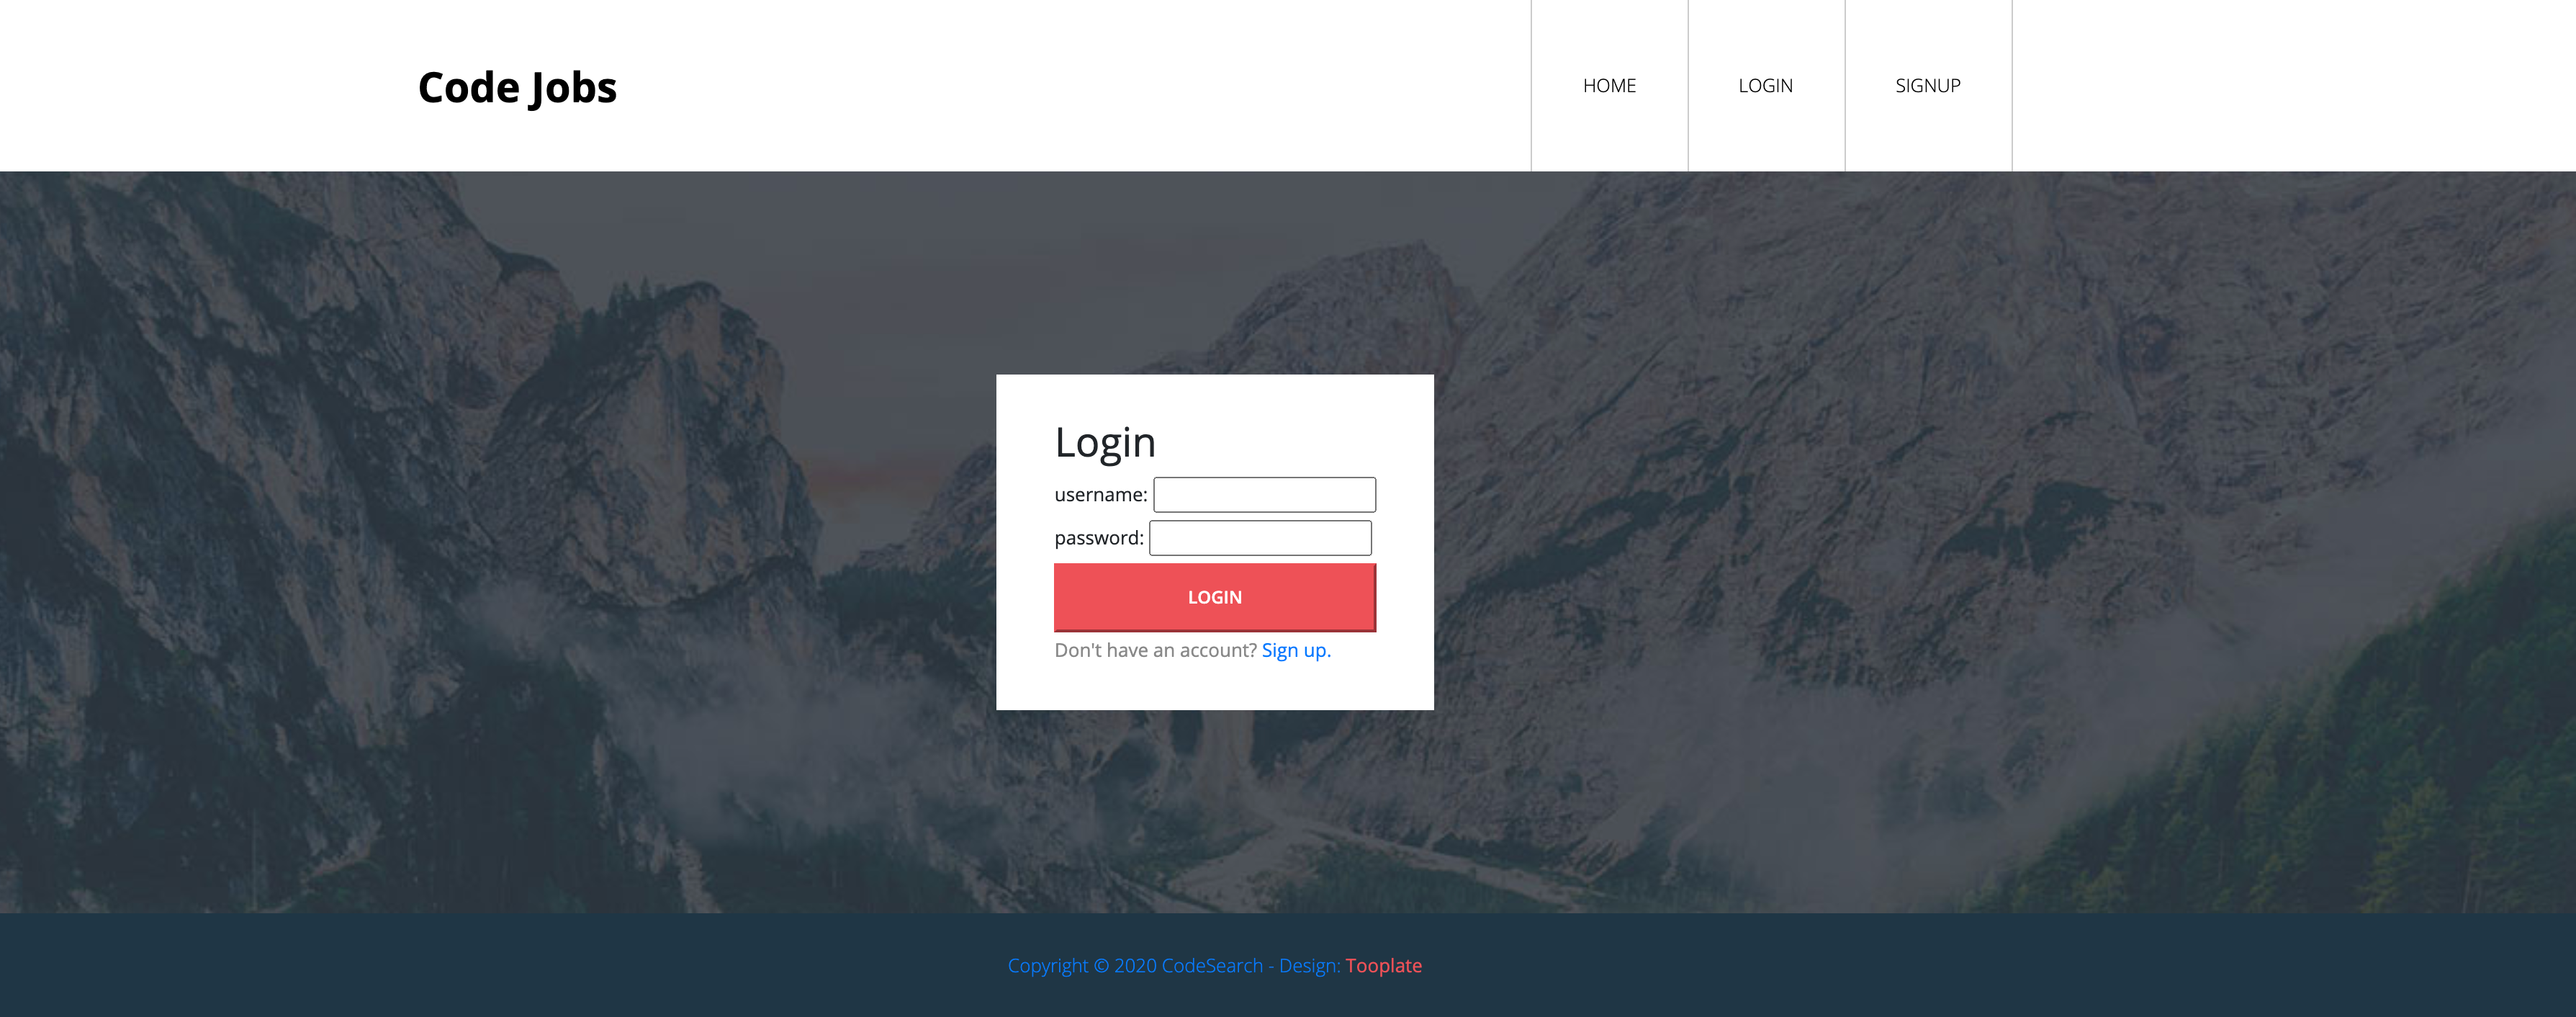 Code Jobs
HOME
LOGIN
SIGNUP
Login
username:
password:
LOGIN
Don't have an account? Sign up.
Copyright © 2020 CodeSearch - Design: Tooplate